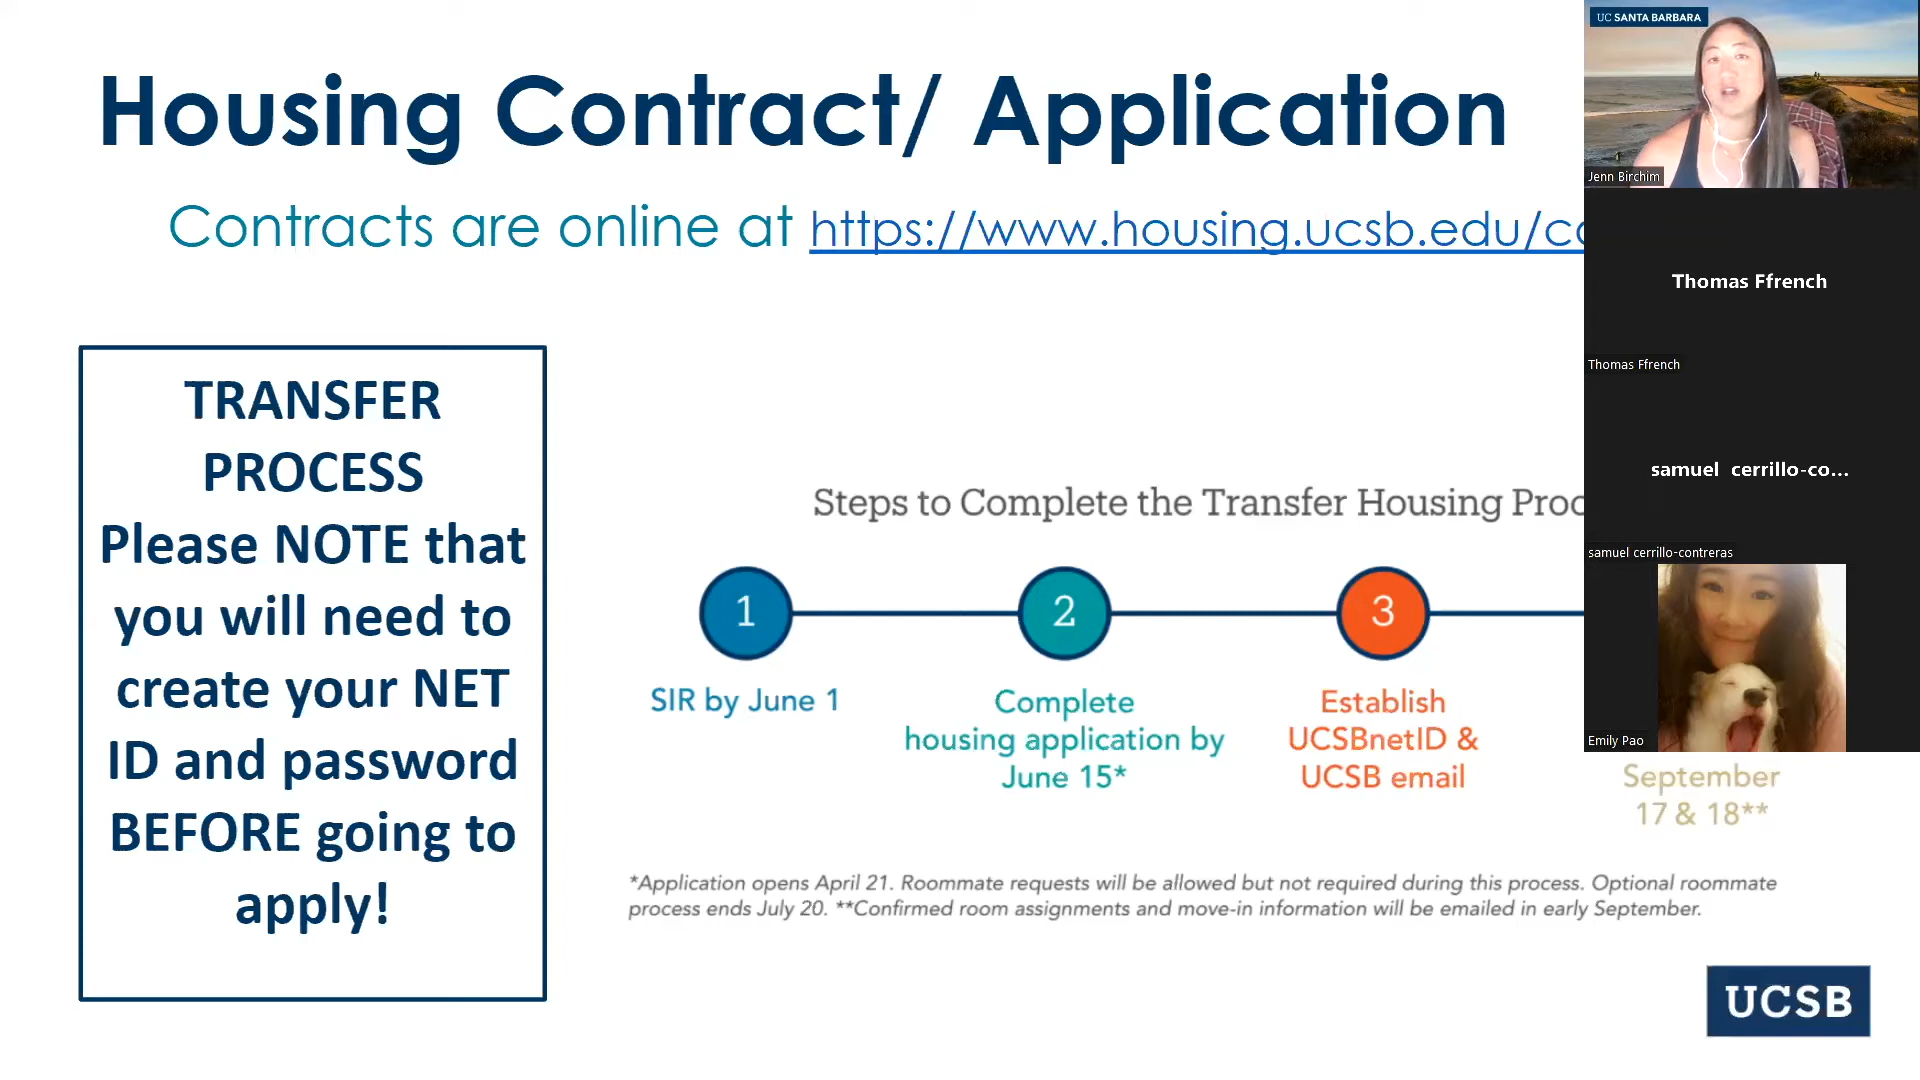 Housing Contract/ Application
Contracts are online at https://www.housing.ucsb.edu/co
TRANSFER
PROCESS
Please NOTE that
you will need to
create your NET
ID and password
BEFORE going to
apply!
Steps to Complete the Transfer Housing Proc
1
2
3
SIR by June 1
Complete
housing application by
June 15*
Establish
UCSBnetID &
UCSB email
September
17 & 18**
*Application opens April 21. Roommate requests will be allowed but not required during this process. Optional roommate
process ends July 20. **Confirmed room assignments and move-in information will be emailed in early September.
UCSB
UC SANTA BARBARA
Jenn Birchim
Thomas Ffrench
Thomas Ffrench
samuel cerrillo-co...
samuel cerrillo-contreras
Emily Pao